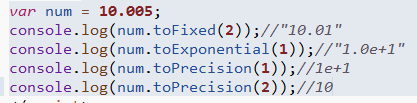 var num = 10.005;
console.log(num.toFixed(2));//"10.01"
console.log(num.toExponential(1));//"1.0e+1"
console.log(num.toPrecision(1));//1e+1
console.log(num.toPrecision(2));//10